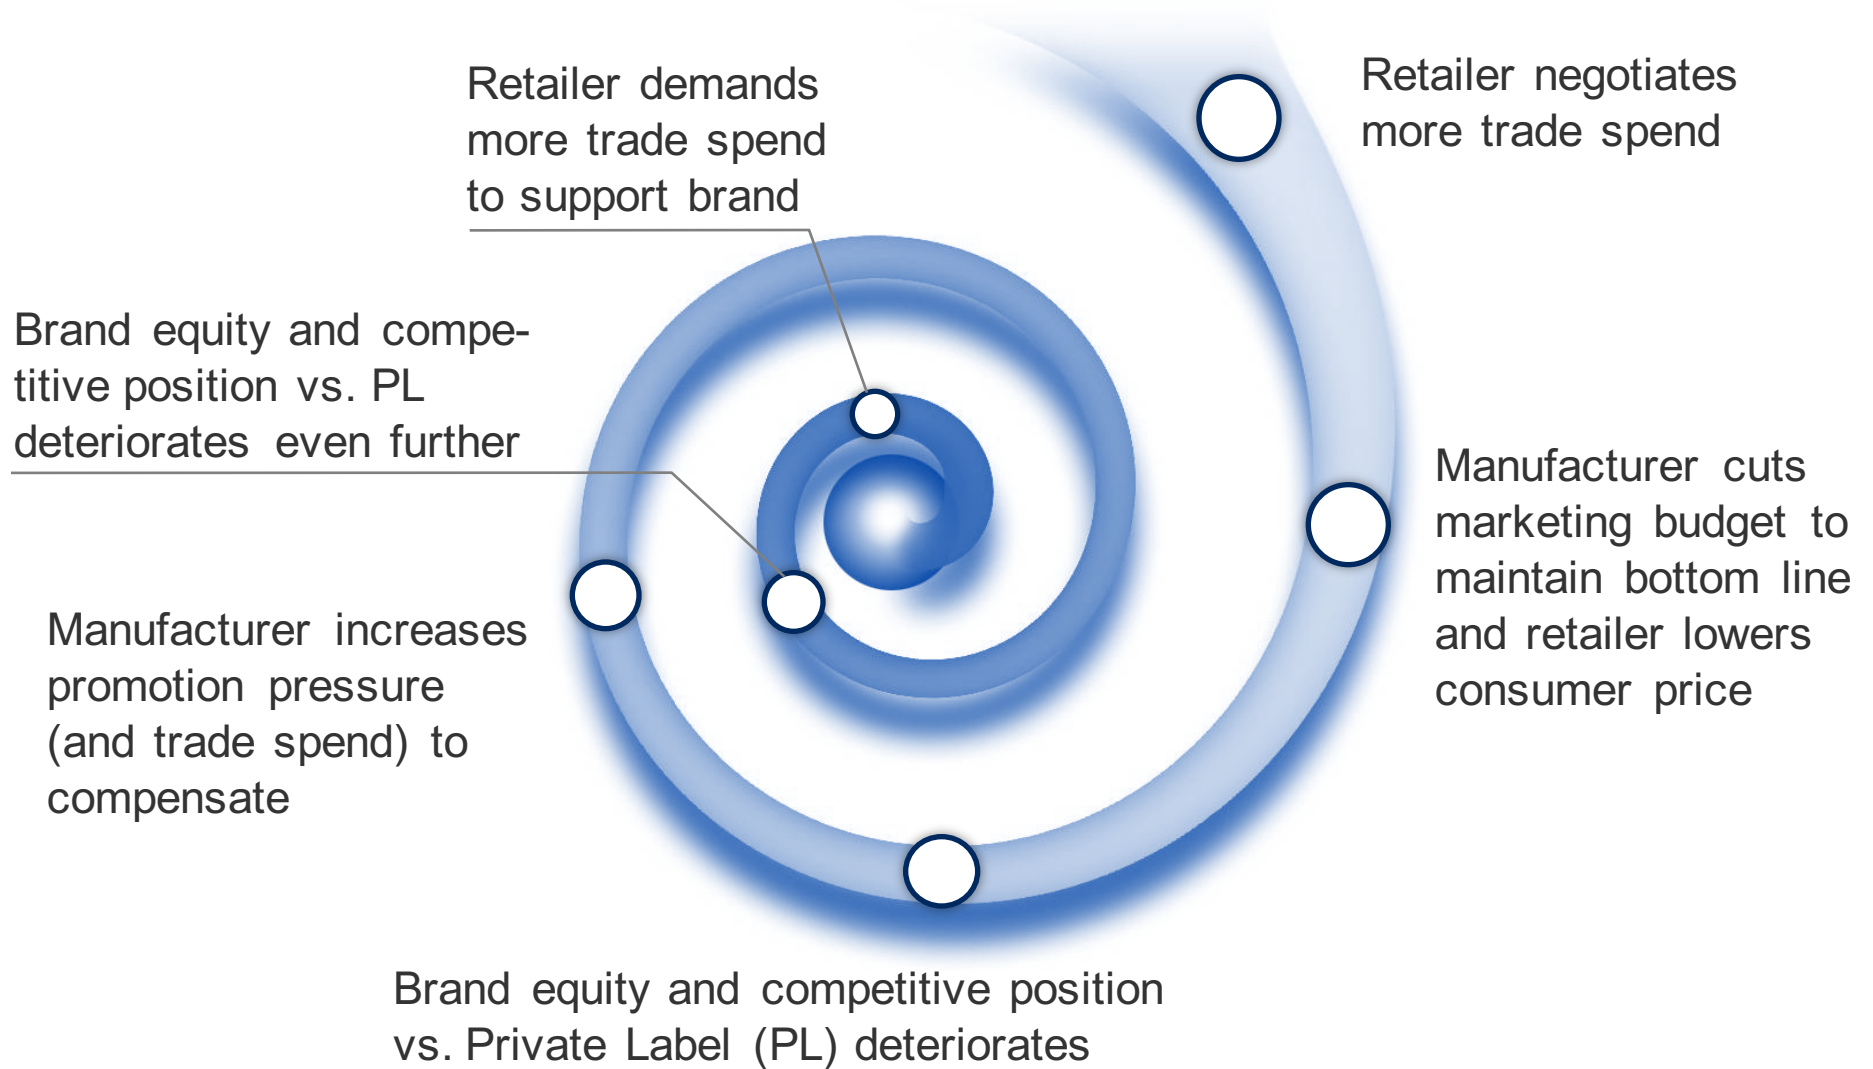 Retailer demands
more trade spend
to support brand
Retailer negotiates
more trade spend
Brand equity and compe-
titive position vs. PL
deteriorates even further
Manufacturer cuts
marketing budget to
maintain bottom line
and retailer lowers
consumer price
Manufacturer increases
promotion pressure
(and trade spend) to
compensate
Brand equity and competitive position
vs. Private Label (PL) deteriorates